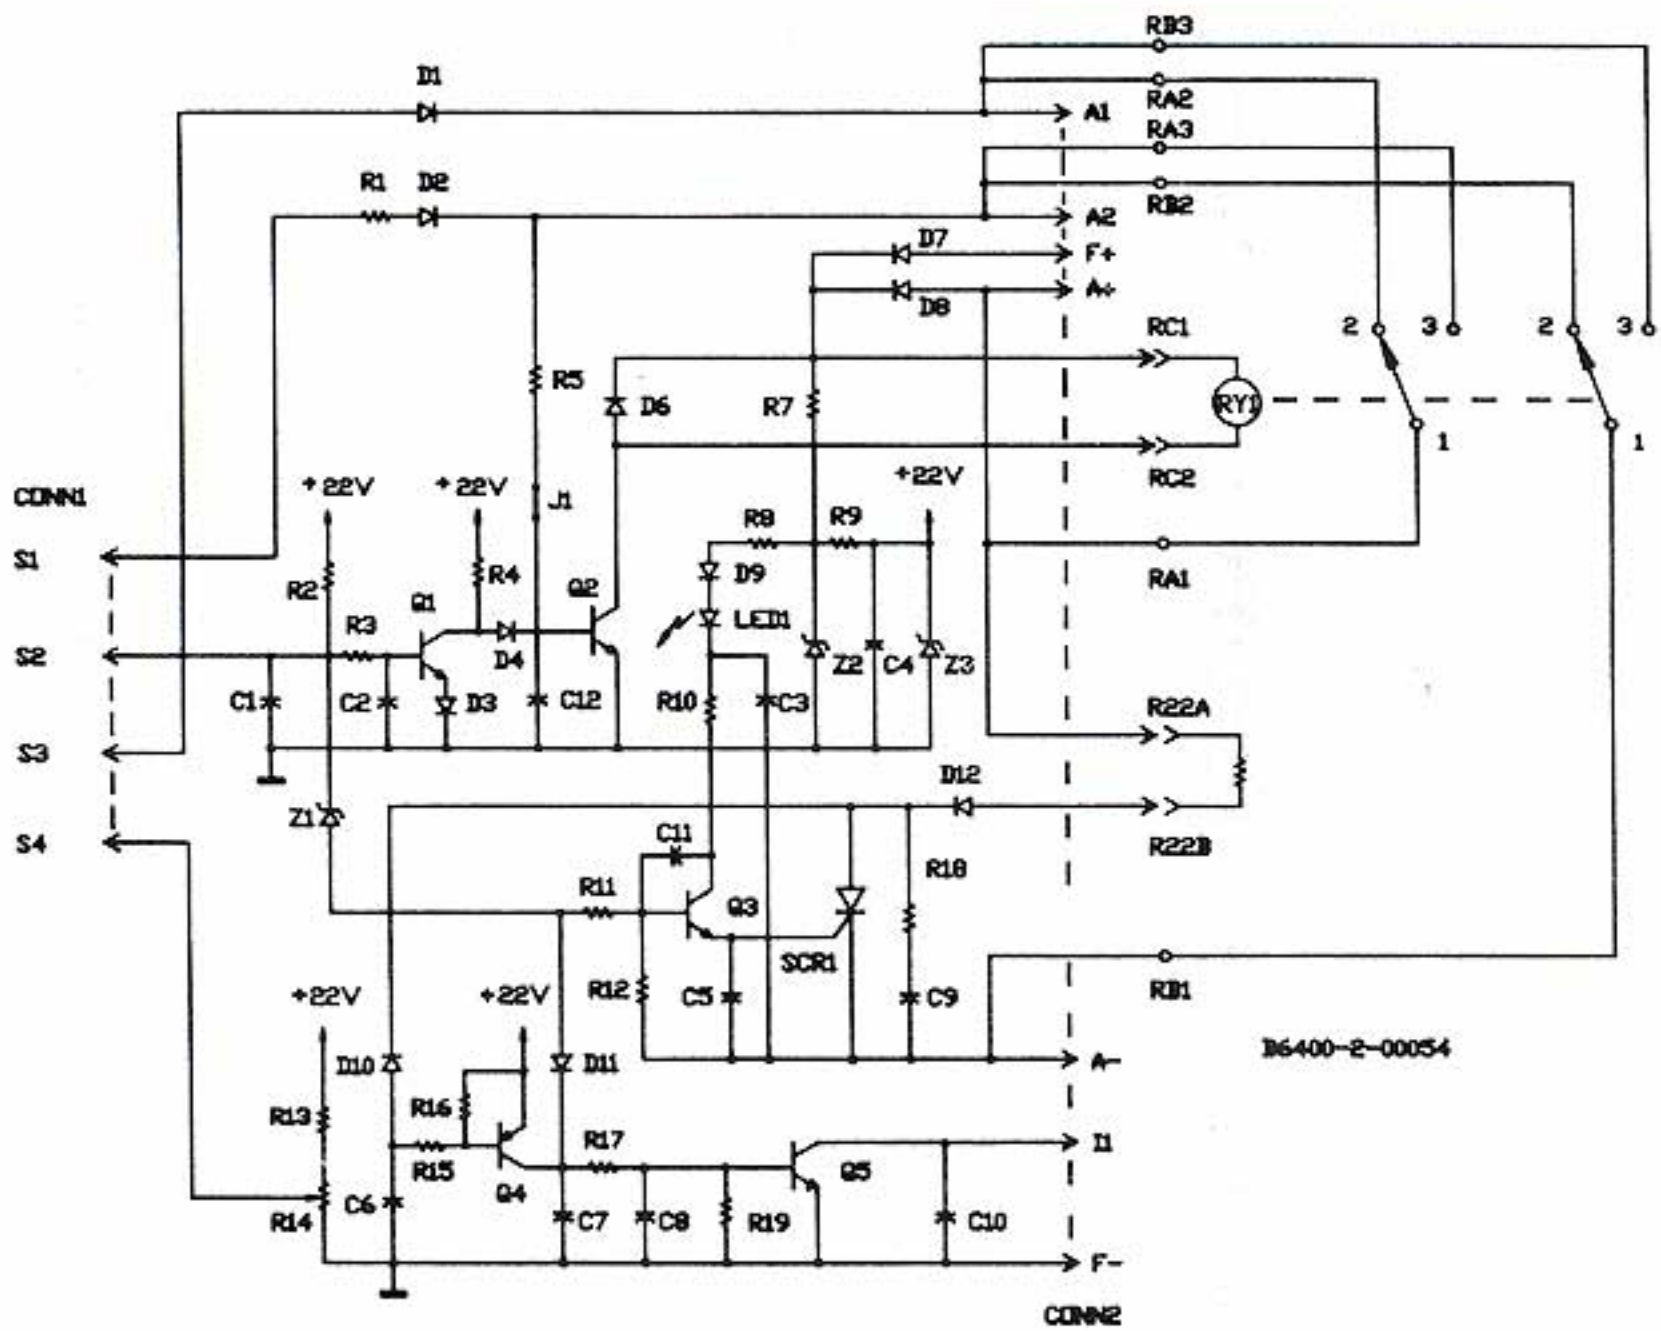 RB3
D1
RA2
A1
RA3
R1 D2
RB2
A2
D7
F+
A+
D8
RC1
2 3 2 3
R5
D6
R7
RY1
1 1
+22V +22V
+22V
RC2
CONN1
J1
R8 R9
S1
R2
R4
Q2
D9
RA1
Q1
R3
LED1
S2
D4
Z2 C4 Z3
C1 C2 D3 C12
R10 C3
R22A
S3
D12
Z1
C11
S4
R22B
R11
R18
Q3
SCR1
+22V +22V
R12 C5 C9
RB1
B6400-2-00054
D10 D11
A-
R13 R16
R15
R17
I1
Q4
Q5
C6
R14
C7 C8 R19 C10
F-
CONN2